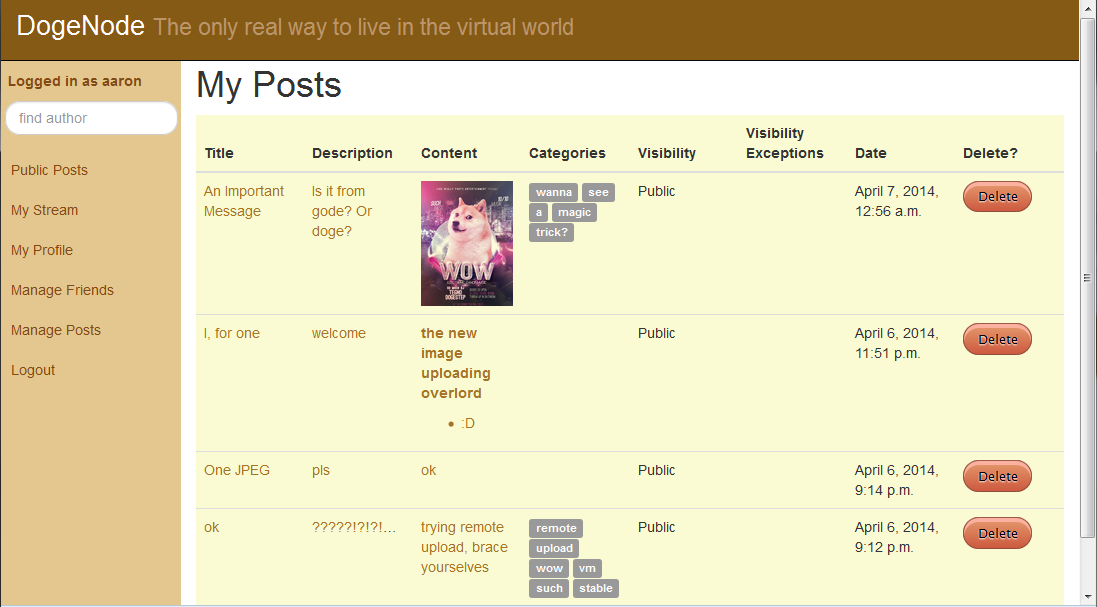 DogeNode The only real way to live in the virtual world
Logged in as aaron
find author
Public Posts
My Stream
My Profile
Manage Friends
Manage Posts
Logout
My Posts
Title Description Content Categories Visibility Visibility Exceptions Date Delete?
An Important Message
Is it from gode? Or doge?
WOW
wanna see
a magic
trick?
Public
April 7, 2014,
12:56 a.m.
Delete
I, for one
welcome
the new
image
uploading
overlord
• :D
Public
April 6, 2014,
11:51 p.m.
Delete
One JPEG
pls
ok
Public
April 6, 2014,
9:14 p.m.
Delete
ok
?????!?!?!...
trying remote
upload, brace
yourselves
remote
upload
wow vm
such stable
Public
April 6, 2014,
9:12 p.m.
Delete